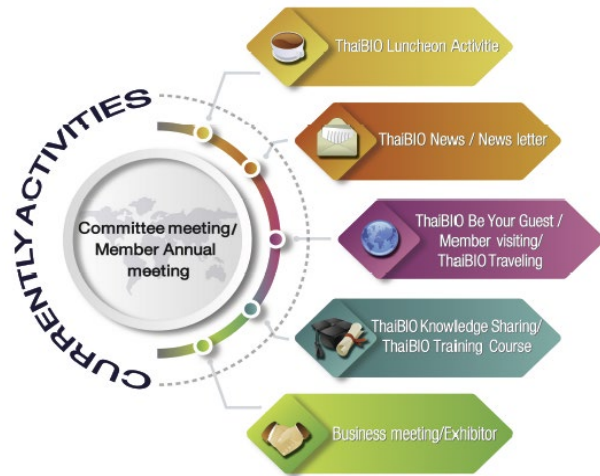 CURRENTLY ACTIVITIES
Committee meeting/
Member Annual
meeting
ThaiBIO Luncheon Activitie
ThaiBIO News / News letter
ThaiBIO Be Your Guest /
Member visiting/
ThaiBIO Traveling
ThaiBIO Knowledge Sharing/
ThaiBIO Training Course
Business meeting/Exhibitor